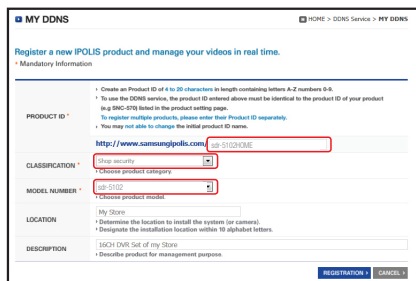 MY DDNS
HOME > DDNS Service > MY DDNS
Register a new IPOLIS product and manage your videos in real time.
* Mandatory Information
PRODUCT ID *
› Create an Product ID of 4 to 20 characters in length containing letters A-Z numbers 0-9.
› To use the DDNS service, the product ID entered above must be identical to the product ID of your product
(e.g SNC-570) listed in the product setting page.
To register multiple products, please enter their Product ID separately.
› You may not able to change the initial product ID name.
http://www.samsungipolis.com/ sdr-5102HOME
CLASSIFICATION *
Shop security
› Choose product category.
MODEL NUMBER *
sdr-5102
› Choose product model.
LOCATION
My Store
› Determine the location to install the system (or camera).
› Designate the installation location within 10 alphabet letters.
DESCRIPTION
16CH DVR Set of my Store
› Describe product for management purpose.
REGISTRATION › CANCEL ›